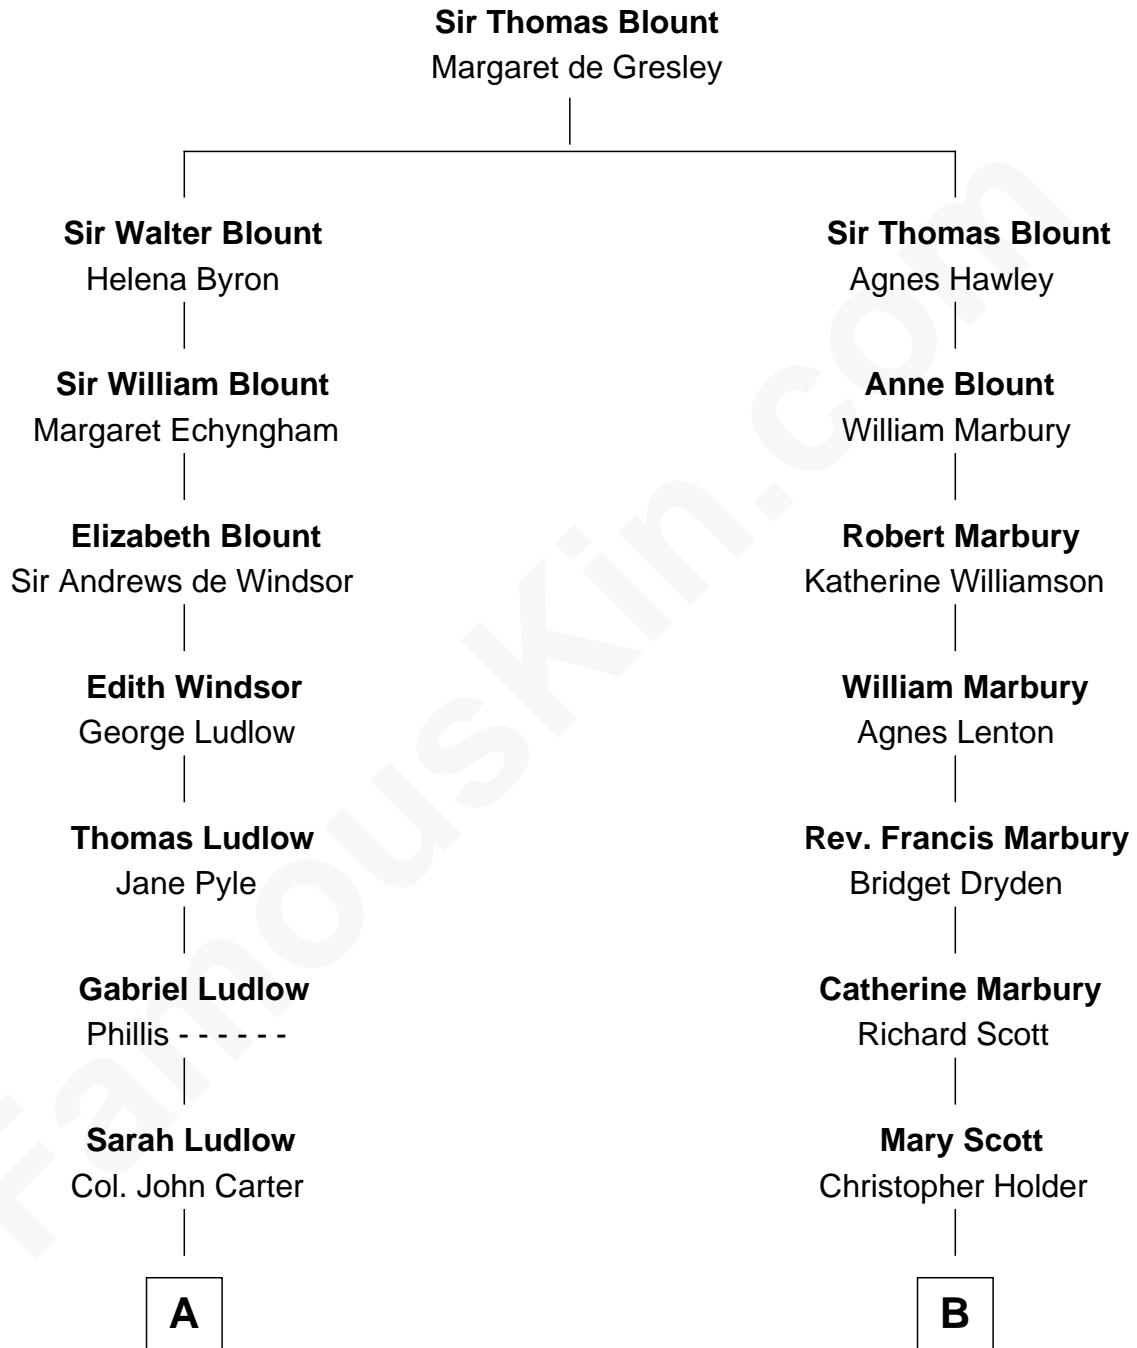 Sir Thomas Blount
Margaret de Gresley
Sir Walter Blount
Helena Byron
Sir Thomas Blount
Agnes Hawley
Sir William Blount
Margaret Echyngham
Anne Blount
William Marbury
Elizabeth Blount
Sir Andrews de Windsor
Robert Marbury
Katherine Williamson
Edith Windsor
George Ludlow
William Marbury
Agnes Lenton
Thomas Ludlow
Jane Pyle
Rev. Francis Marbury
Bridget Dryden
Gabriel Ludlow
Phillis - - - - - -
Catherine Marbury
Richard Scott
Sarah Ludlow
Col. John Carter
Mary Scott
Christopher Holder
A
B
FamousKin.com